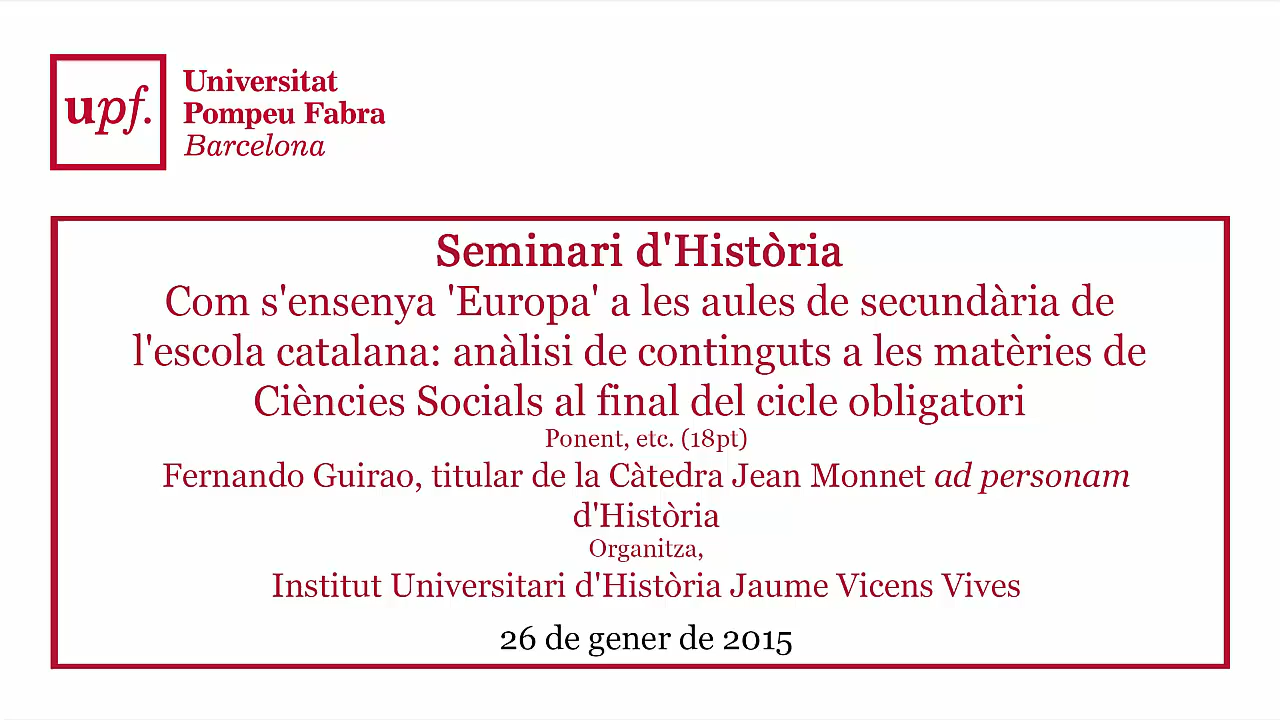 upf.
Universitat
Pompeu Fabra
Barcelona
Seminari d'Història
Com s'ensenya 'Europa' a les aules de secundària de
l'escola catalana: anàlisi de continguts a les matèries de
Ciències Socials al final del cicle obligatori
Ponent, etc. (18pt)
Fernando Guirao, titular de la Càtedra Jean Monnet ad personam
d'Història
Organitza,
Institut Universitari d'Història Jaume Vicens Vives
26 de gener de 2015